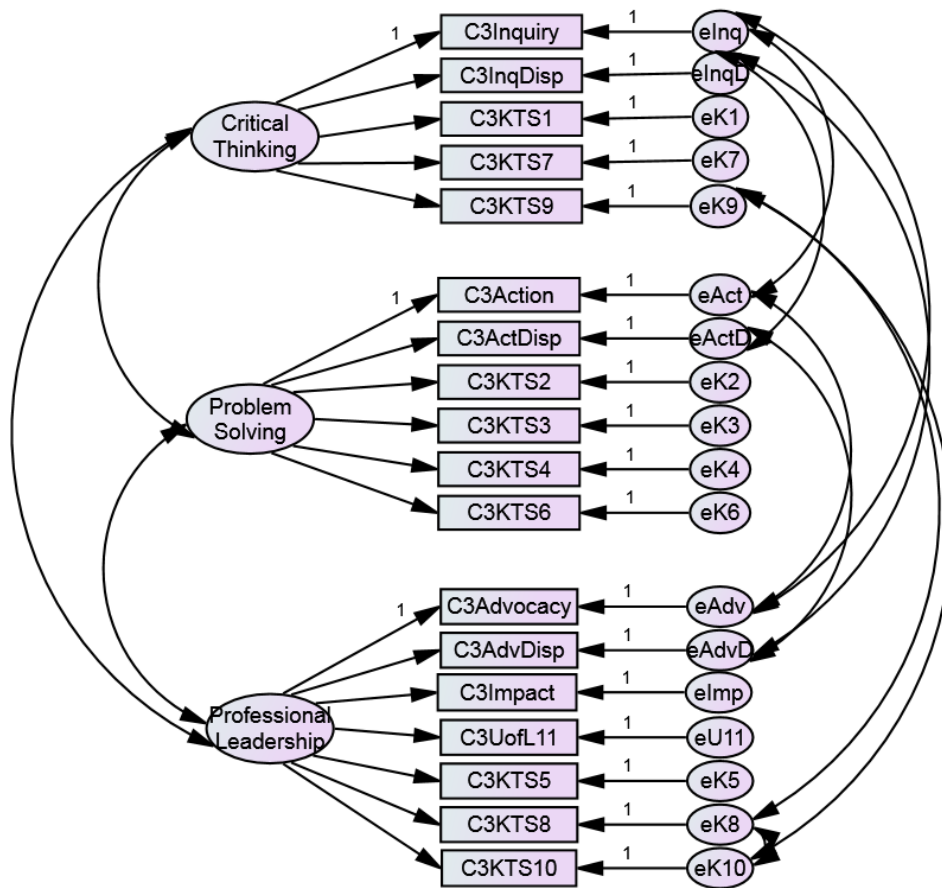 1
C3Inquiry
1
eInq
C3InqDisp
1
eInqD
Critical
Thinking
C3KTS1
1
eK1
C3KTS7
1
eK7
C3KTS9
1
eK9
1
C3Action
1
eAct
C3ActDisp
1
eActD
Problem
Solving
C3KTS2
1
eK2
C3KTS3
1
eK3
C3KTS4
1
eK4
C3KTS6
1
eK6
1
C3Advocacy
1
eAdv
C3AdvDisp
1
eAdvD
Professional
Leadership
C3Impact
1
eImp
C3UofL11
1
eU11
C3KTS5
1
eK5
C3KTS8
1
eK8
C3KTS10
1
eK10